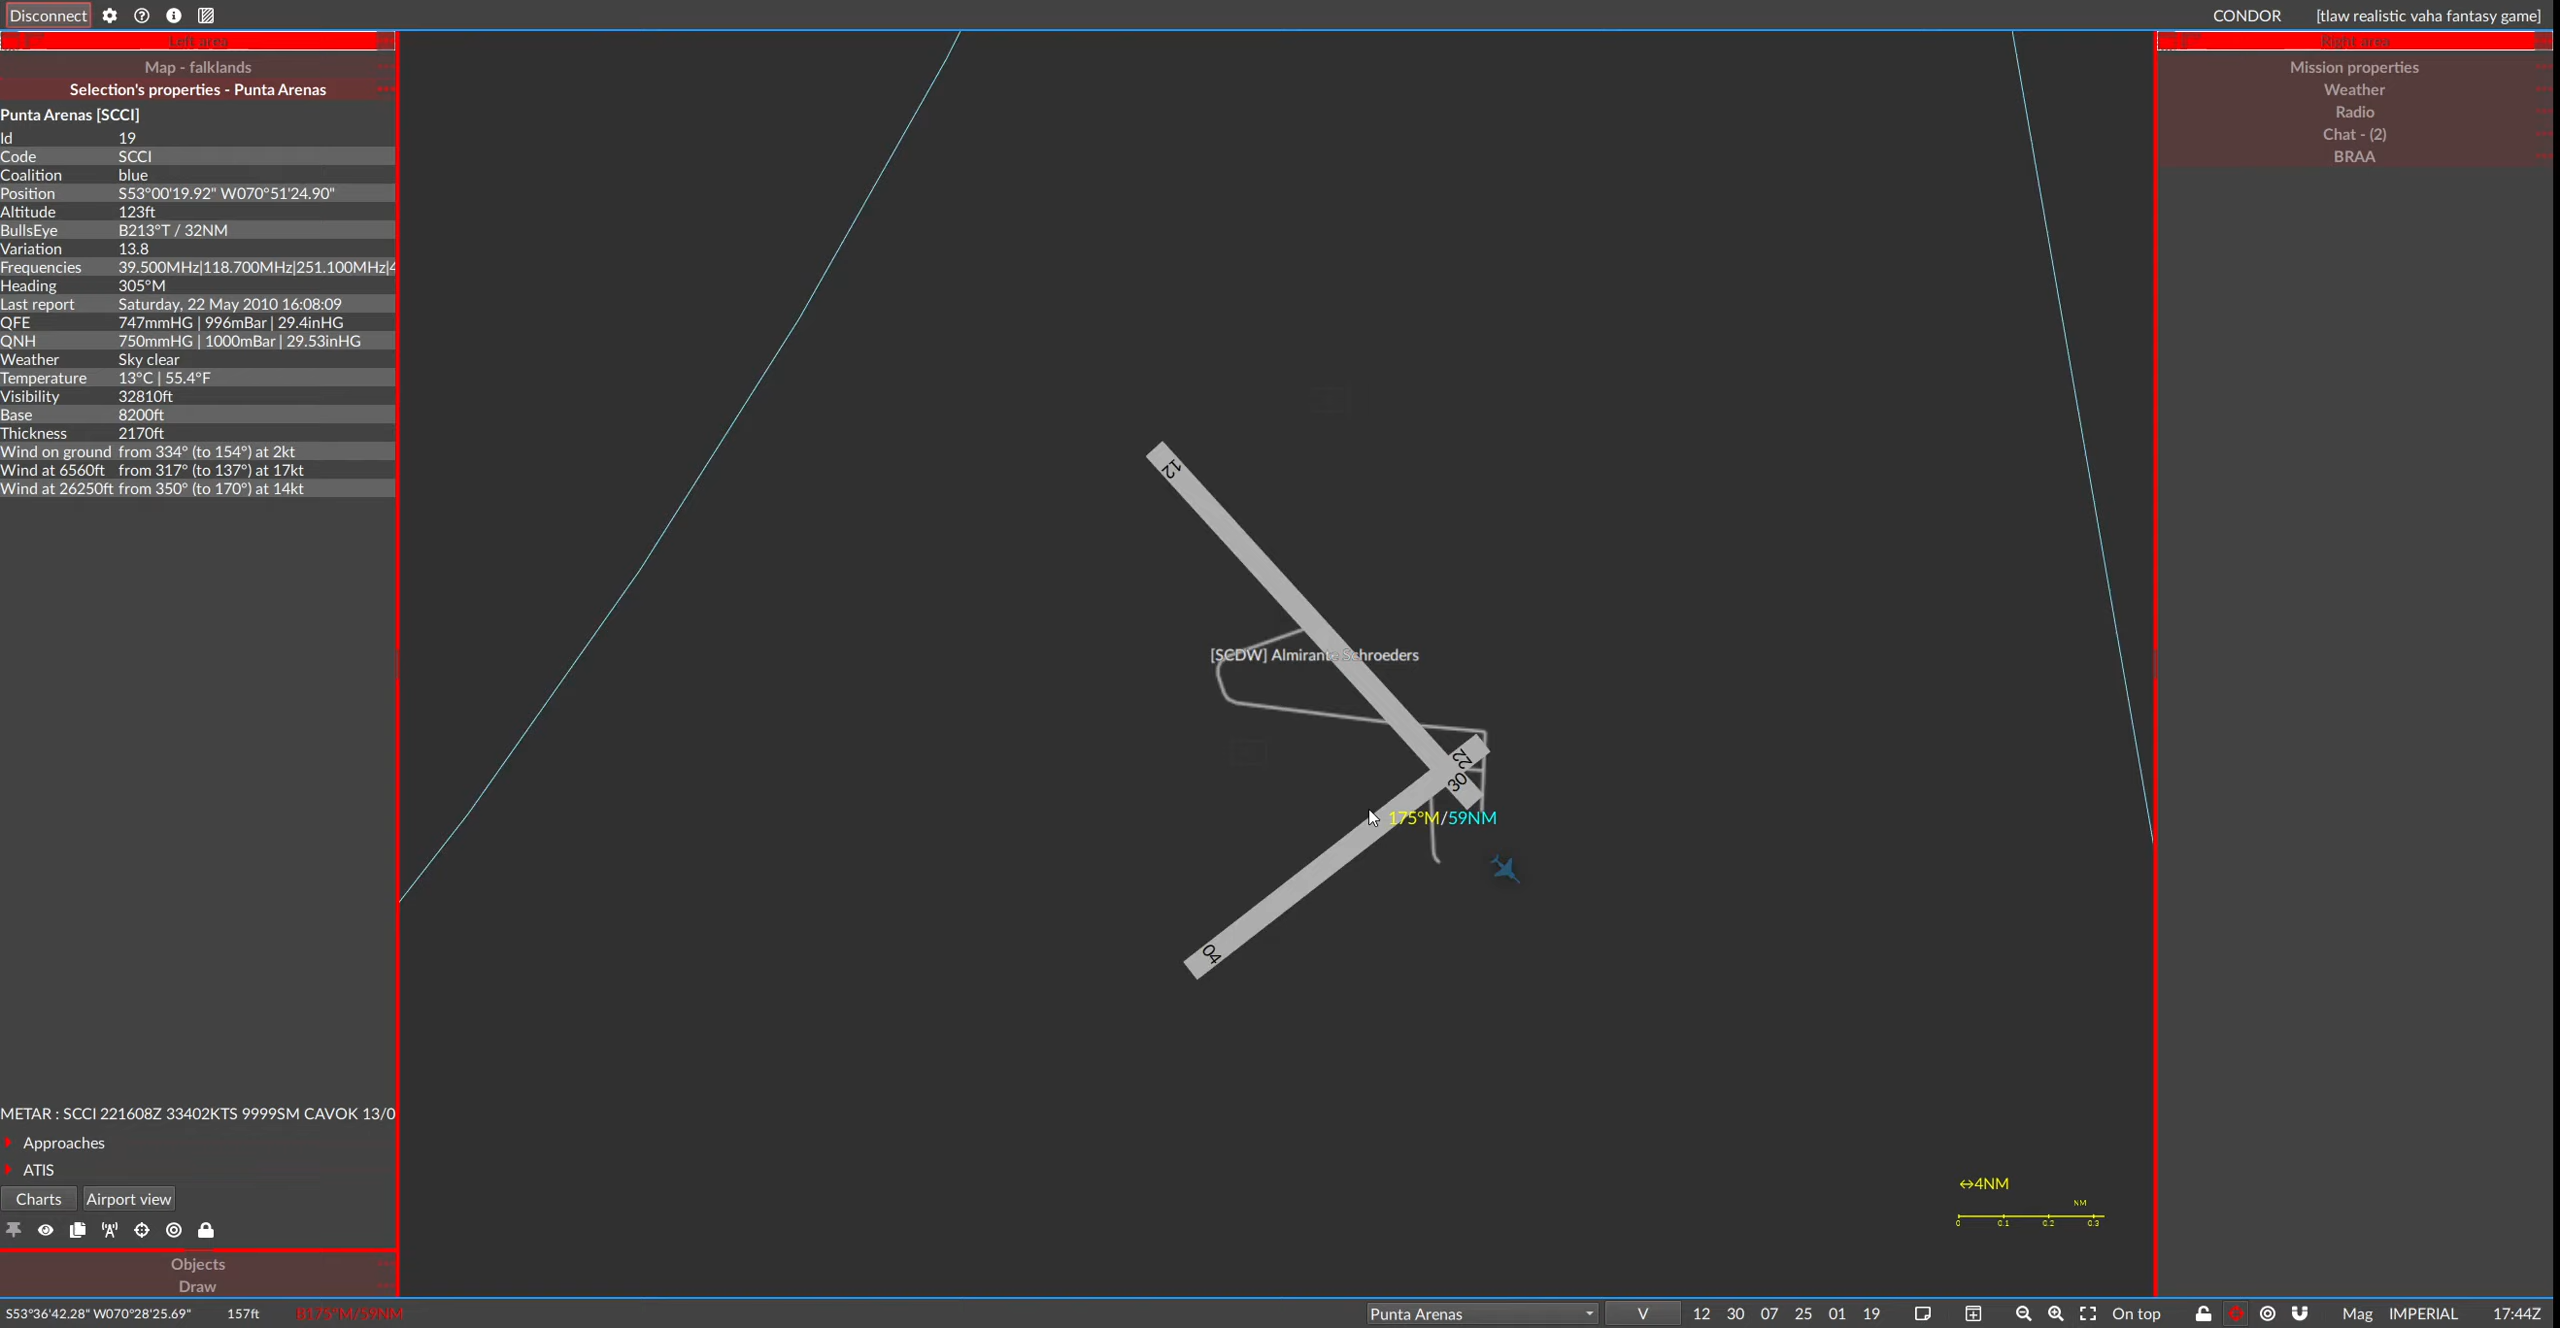 Disconnect
CONDOR [tlaw realistic vaha fantasy game]
Left area
Map - falklands
Selection's properties - Punta Arenas
Punta Arenas [SCCI]
Id 19
Code SCCI
Coalition blue
Position S53°00'19.92" W070°51'24.90"
Altitude 123ft
BullsEye B213°T / 32NM
Variation 13.8
Frequencies 39.500MHz|118.700MHz|251.100MHz|4
Heading 305°M
Last report Saturday, 22 May 2010 16:08:09
QFE 747mmHG | 996mBar | 29.4inHG
QNH 750mmHG | 1000mBar | 29.53inHG
Weather Sky clear
Temperature 13°C | 55.4°F
Visibility 32810ft
Base 8200ft
Thickness 2170ft
Wind on ground from 334° (to 154°) at 2kt
Wind at 6560ft from 317° (to 137°) at 17kt
Wind at 26250ft from 350° (to 170°) at 14kt
METAR : SCCI 221608Z 33402KTS 9999SM CAVOK 13/0
Approaches
ATIS
Charts Airport view
Objects
Draw
12
[SCDW] Almirante Schroeders
22
30
175°M/59NM
04
↔4NM
NM
0 0.1 0.2 0.3
Right area
Mission properties
Weather
Radio
Chat - (2)
BRAA
S53°36'42.28" W070°28'25.69" 157ft B175°M/59NM
Punta Arenas V 12 30 07 25 01 19 On top Mag IMPERIAL 17:44Z